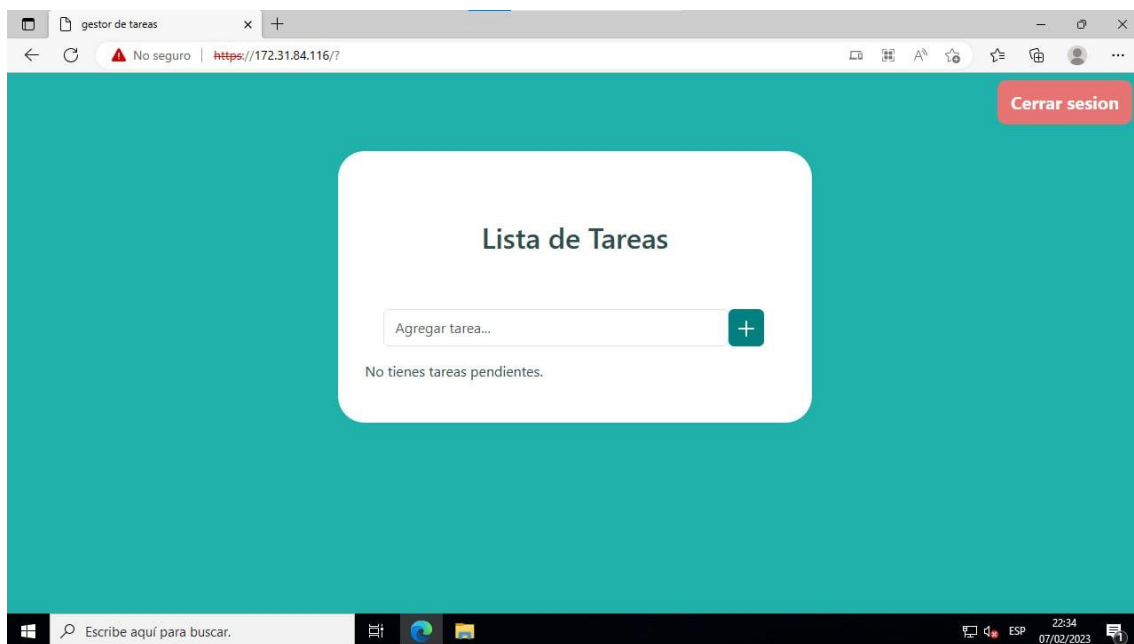 gestor de tareas
No seguro | https://172.31.84.116/?
Cerrar sesion
Lista de Tareas
Agregar tarea...
No tienes tareas pendientes.
Escribe aquí para buscar.
ESP
22:34
07/02/2023
1